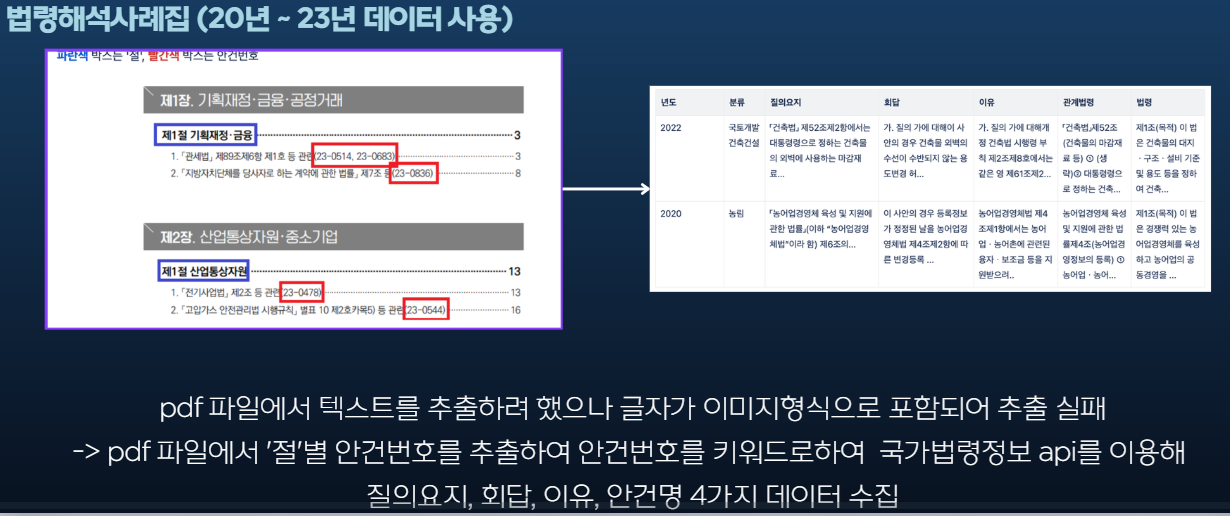 법령해석사례집 (20년 ~ 23년 데이터 사용)
파란색 박스는 '절', 빨간색 박스는 안건번호
제1장. 기획재정·금융·공정거래
제1절 기획재정·금융 3
1. 「관세법」 제89조제6항 제1호 등 관련(23-0514, 23-0683) 3
2. 「지방자치단체를 당사자로 하는 계약에 관한 법률」 제7조 등(23-0836) 8
제2장. 산업통상자원·중소기업
제1절 산업통상자원 13
1. 「전기사업법」 제2조 등 관련(23-0478) 13
2. 「고압가스 안전관리법 시행규칙」 별표 10 제2호카목5) 등 관련(23-0544) 16
년도 분류 질의요지 회답 이유 관계법령 법령
2022 국토개발 「건축법」 제52조제2항에서는 가. 질의 가에 대해이 사 가. 질의 가에 대해개 「건축법」제52조 제1조(목적) 이 법
건축건설 대통령령으로 정하는 건축물 안의 경우 건축물 외벽의 정 건축법 시행령 부 (건축물의 마감재 은 건축물의 대지
의 외벽에 사용하는 마감재 수선이 수반되지 않는 용 칙 제2조제8호에서는 료 등) ① (생 ·구조·설비 기준
료... 도변경 허... 같은 영 제61조제2... 략)② 대통령령으 및 용도 등을 정하
로 정하는 건축... 여 건축...
2020 농림 「농어업경영체 육성 및 지원에 이 사안의 경우 등록정보 농어업경영체법 제4 농어업경영체 육성 제1조(목적) 이 법
관한 법률」(이하 "농어업경영 가 정정된 날을 농어업경 조제1항에서는 농어 및 지원에 관한 법 은 경쟁력 있는 농
체법"이라 함) 제6조의... 영체법 제4조제2항에 따 업·농어촌에 관련된 률제4조(농어업경 어업경영체를 육성
른 변경등록 ... 융자·보조금 등을 지 영정보의 등록) ① 하고 농어업의 공
원받으려.. 농어업·농어... 동경영을 ...
pdf 파일에서 텍스트를 추출하려 했으나 글자가 이미지형식으로 포함되어 추출 실패
-> pdf 파일에서 '절'별 안건번호를 추출하여 안건번호를 키워드로하여 국가법령정보 api를 이용해
질의요지, 회답, 이유, 안건명 4가지 데이터 수집